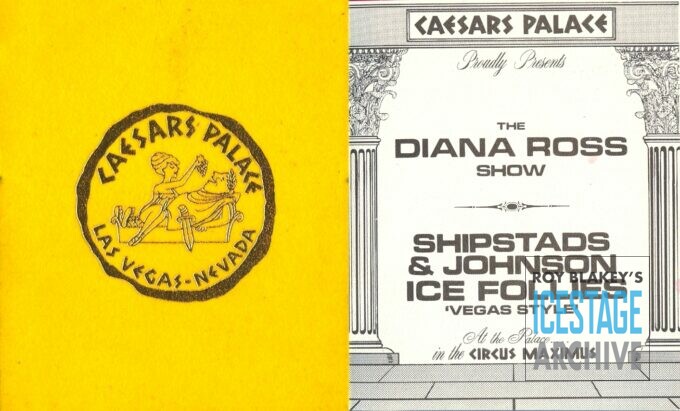 CAESARS PALACE
LAS VEGAS-NEVADA
CAESARS PALACE
Proudly Presents
THE
DIANA ROSS
SHOW
SHIPSTADS
& JOHNSON
ICE FOLLIES
'VEGAS STYLE'
At the Palace
in the CIRCUS MAXIMUS
ROY BLAKEY'S
ICESTAGE
ARCHIVE